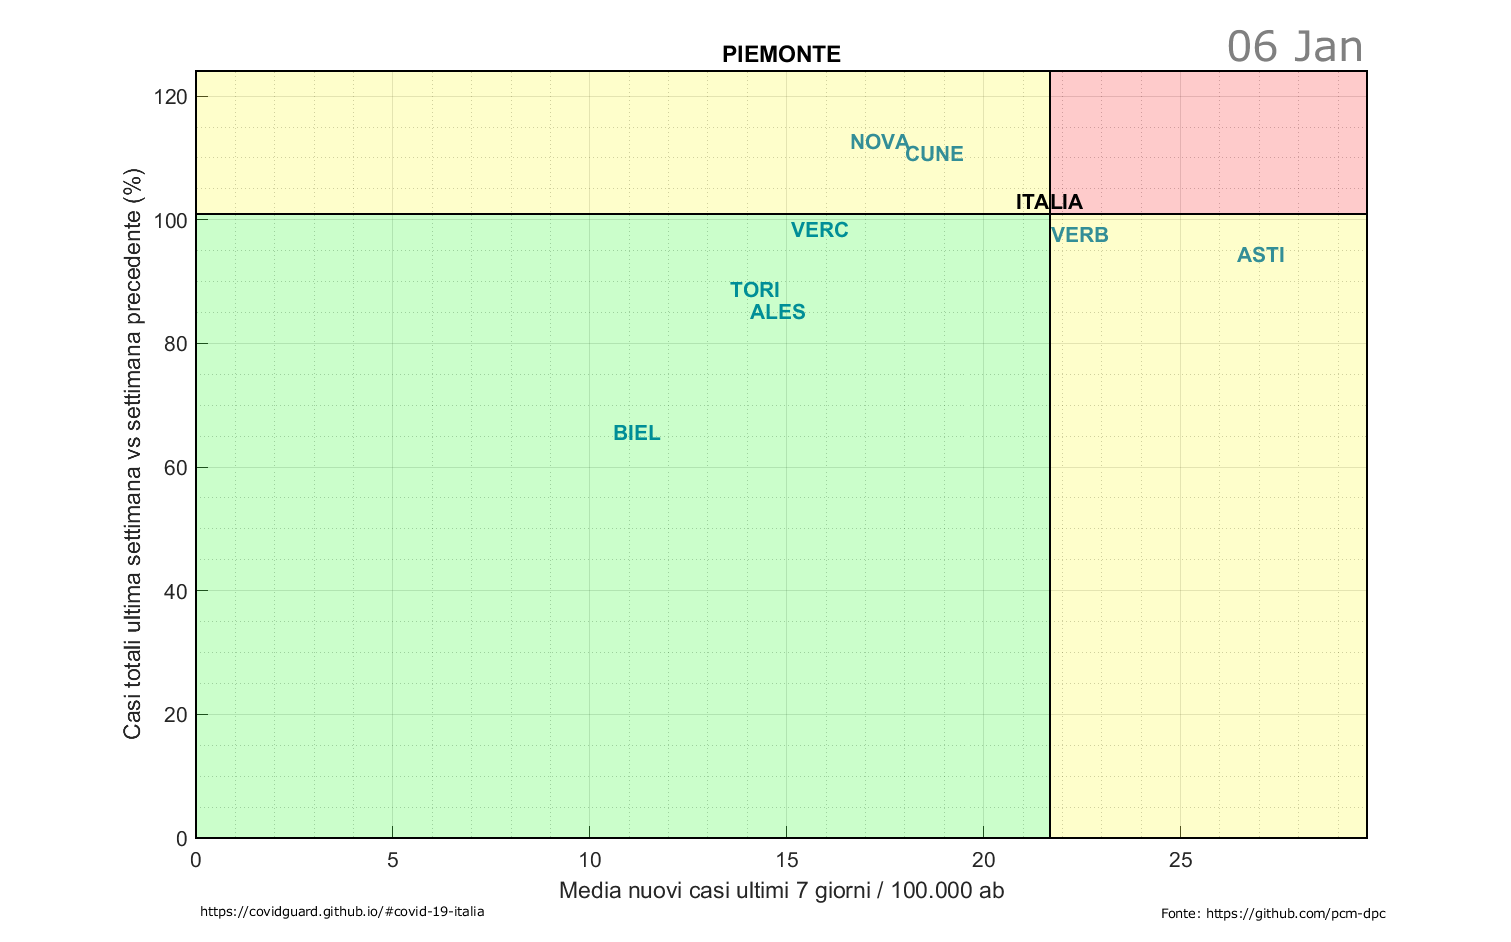 06 Jan
PIEMONTE
120
NOVA
CUNE
ITALIA
100
VERC
VERB
ASTI
TORI
ALES
80
BIEL
60
40
20
0
Casi totali ultima settimana vs settimana precedente (%)
0 5 10 15 20 25
Media nuovi casi ultimi 7 giorni / 100.000 ab
https://covidguard.github.io/#covid-19-italia
Fonte: https://github.com/pcm-dpc